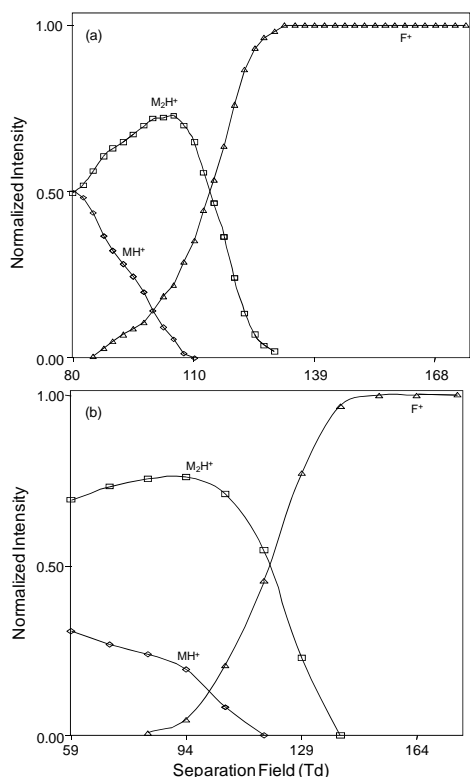 1.00
(a)
F⁺
M₂H⁺
Normalized Intensity
0.50
MH⁺
0.00
80 110 139 168
1.00
(b)
F⁺
M₂H⁺
Normalized Intensity
0.50
MH⁺
0.00
59 94 129 164
Separation Field (Td)